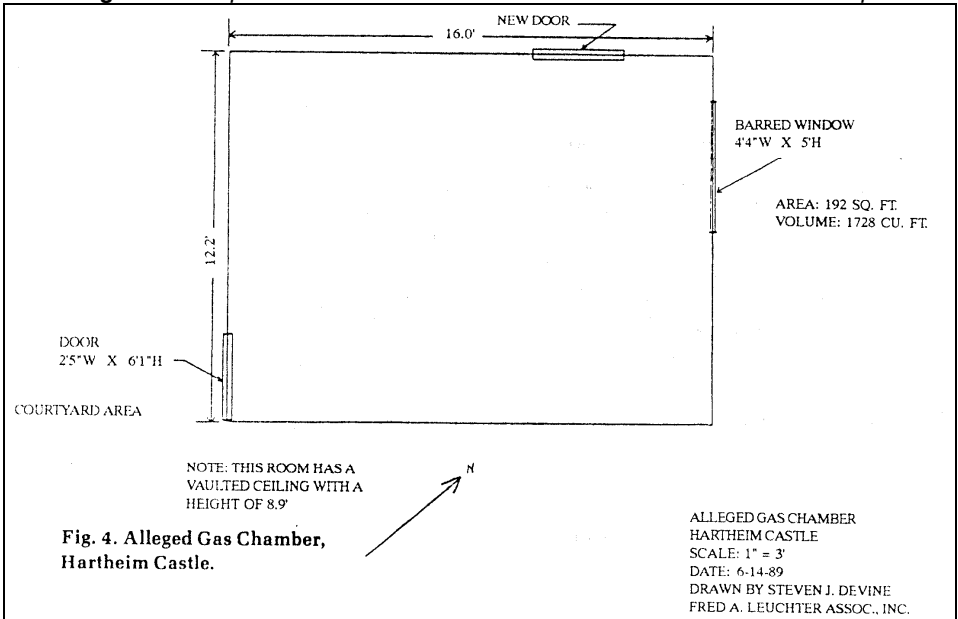 NEW DOOR
16.0'
BARRED WINDOW
4'4"W X 5'H
AREA: 192 SQ. FT.
VOLUME: 1728 CU. FT.
12.2'
DOOR
2'5"W X 6'1"H
COURTYARD AREA
NOTE: THIS ROOM HAS A
VAULTED CEILING WITH A
HEIGHT OF 8.9'
N
Fig. 4. Alleged Gas Chamber,
Hartheim Castle.
ALLEGED GAS CHAMBER
HARTHEIM CASTLE
SCALE: 1" = 3'
DATE: 6-14-89
DRAWN BY STEVEN J. DEVINE
FRED A. LEUCHTER ASSOC., INC.